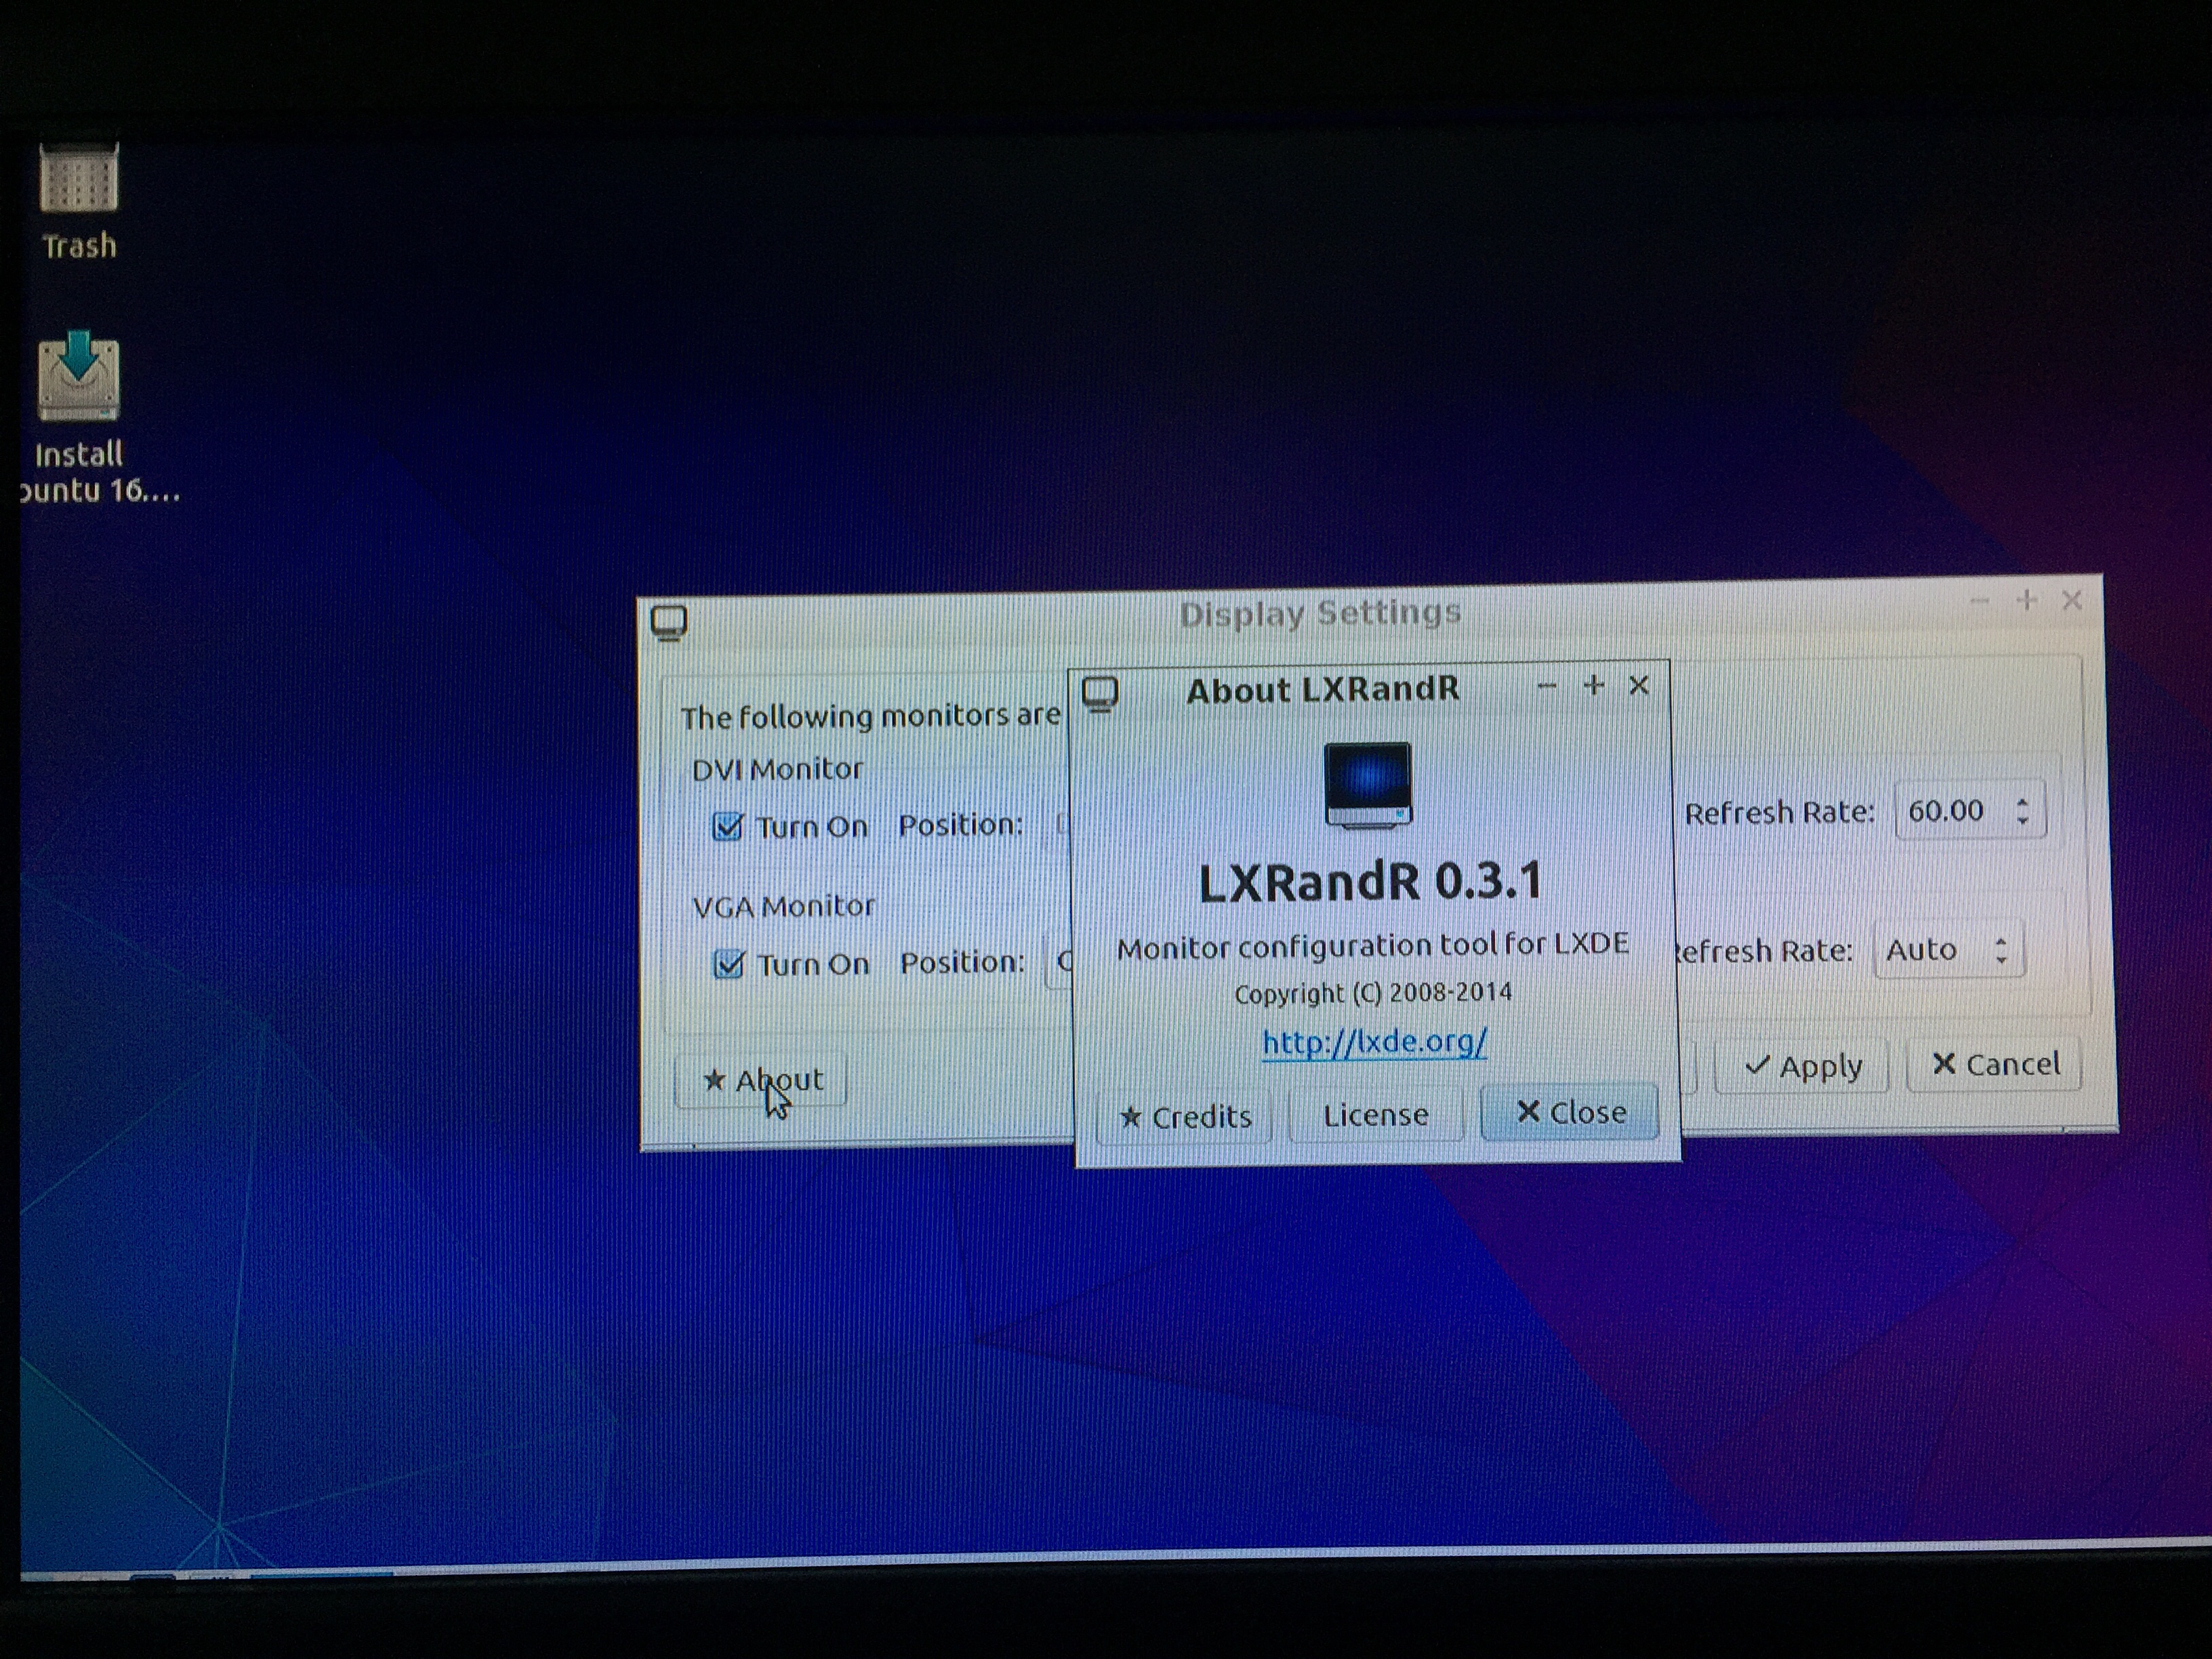 Trash
Install
ountu 16....
Display Settings
The following monitors are
DVI Monitor
Turn On Position:
Refresh Rate: 60.00
VGA Monitor
Turn On Position:
efresh Rate: Auto
About
Apply
Cancel
About LXRandR
LXRandR 0.3.1
Monitor configuration tool for LXDE
Copyright (C) 2008-2014
http://lxde.org/
Credits
License
Close